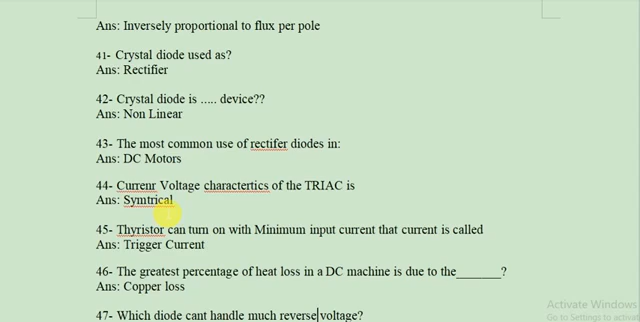 Ans: Inversely proportional to flux per pole
41- Crystal diode used as?
Ans: Rectifier
42- Crystal diode is ..... device??
Ans: Non Linear
43- The most common use of rectifer diodes in:
Ans: DC Motors
44- Currenr Voltage charactertics of the TRIAC is
Ans: Symtrical
45- Thyristor can turn on with Minimum input current that current is called
Ans: Trigger Current
46- The greatest percentage of heat loss in a DC machine is due to the_______?
Ans: Copper loss
47- Which diode cant handle much reverse voltage?
Activate Windows
Go to Settings to activat